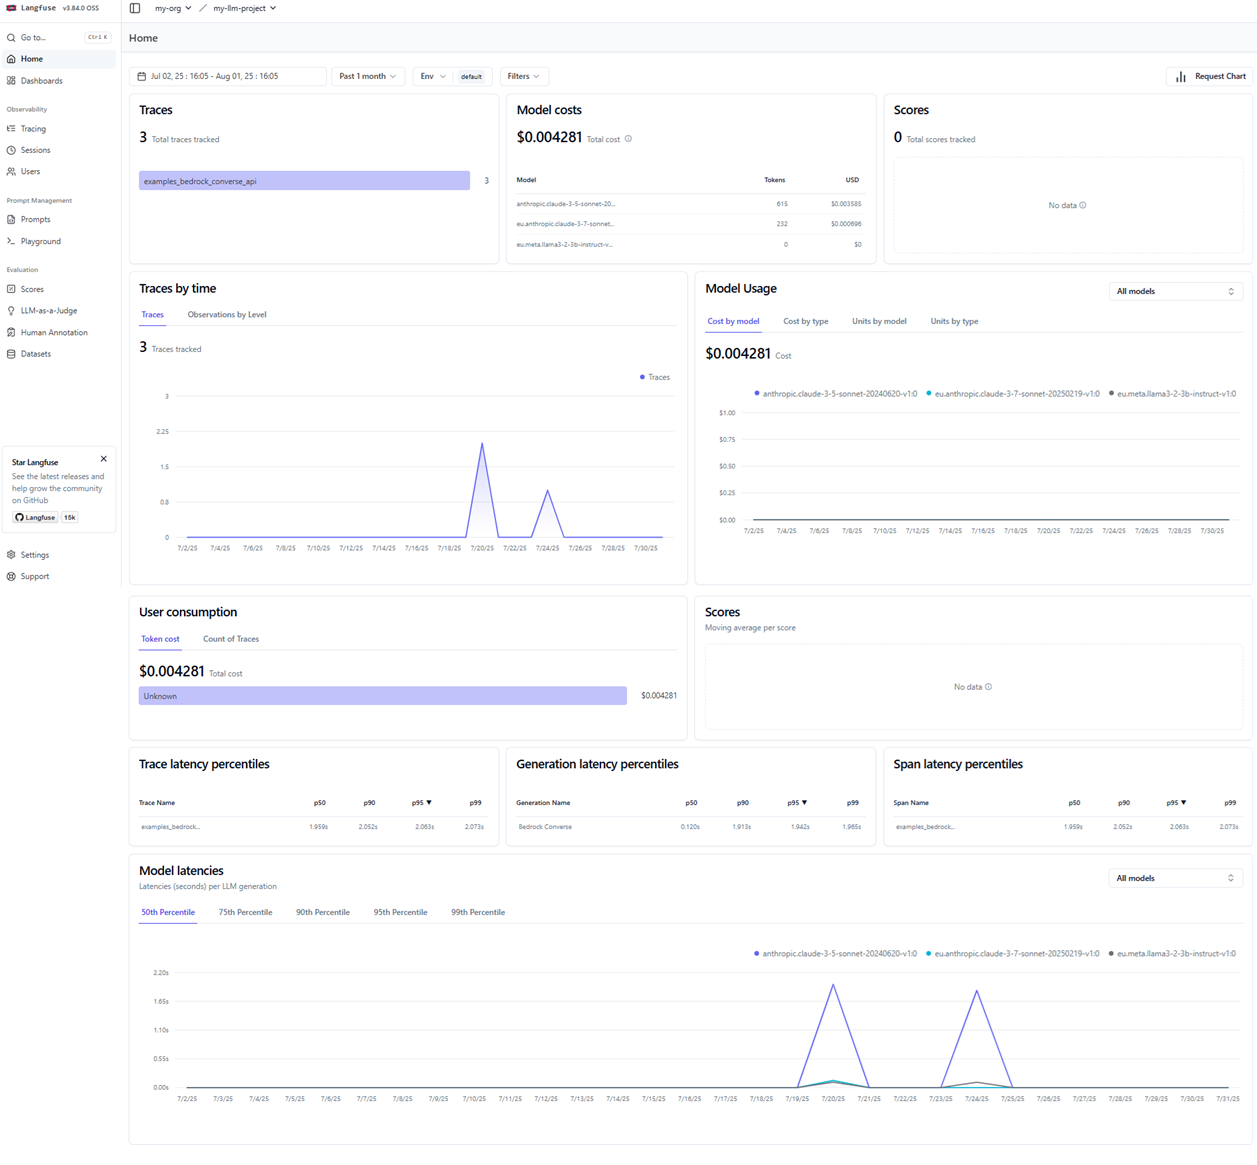 Langfuse v3.84.0 OSS
Go to... Ctrl K
Home
Dashboards
Observability
Tracing
Sessions
Users
Prompt Management
Prompts
Playground
Evaluation
Scores
LLM-as-a-Judge
Human Annotation
Datasets
Star Langfuse
See the latest releases and
help grow the community
on GitHub
Langfuse 15k
Settings
Support
my-org my-llm-project
Home
Jul 02, 25 : 16:05 - Aug 01, 25 : 16:05 Past 1 month Env default Filters Request Chart
Traces
3 Total traces tracked
examples_bedrock_converse_api 3
Model costs
$0.004281 Total cost
Model Tokens USD
anthropic.claude-3-5-sonnet-20... 615 $0.003585
eu.anthropic.claude-3-7-sonnet... 232 $0.000696
eu.meta.llama3-2-3b-instruct-v... 0 $0
Scores
0 Total scores tracked
No data
Traces by time
Traces Observations by Level
3 Traces tracked
Traces
3
2.25
1.5
0.8
0
7/2/25 7/4/25 7/6/25 7/8/25 7/10/25 7/12/25 7/14/25 7/16/25 7/18/25 7/20/25 7/22/25 7/24/25 7/26/25 7/28/25 7/30/25
Model Usage All models
Cost by model Cost by type Units by model Units by type
$0.004281 Cost
anthropic.claude-3-5-sonnet-20240620-v1:0 eu.anthropic.claude-3-7-sonnet-20250219-v1:0 eu.meta.llama3-2-3b-instruct-v1:0
$1.00
$0.75
$0.50
$0.25
$0.00
7/2/25 7/4/25 7/6/25 7/8/25 7/10/25 7/12/25 7/14/25 7/16/25 7/18/25 7/20/25 7/22/25 7/24/25 7/26/25 7/28/25 7/30/25
User consumption
Token cost Count of Traces
$0.004281 Total cost
Unknown $0.004281
Scores
Moving average per score
No data
Trace latency percentiles
Trace Name p50 p90 p95 ▼ p99
examples_bedrock... 1.959s 2.052s 2.063s 2.073s
Generation latency percentiles
Generation Name p50 p90 p95 ▼ p99
Bedrock Converse 0.120s 1.913s 1.942s 1.965s
Span latency percentiles
Span Name p50 p90 p95 ▼ p99
examples_bedrock... 1.959s 2.052s 2.063s 2.073s
Model latencies All models
Latencies (seconds) per LLM generation
50th Percentile 75th Percentile 90th Percentile 95th Percentile 99th Percentile
anthropic.claude-3-5-sonnet-20240620-v1:0 eu.anthropic.claude-3-7-sonnet-20250219-v1:0 eu.meta.llama3-2-3b-instruct-v1:0
2.20s
1.65s
1.10s
0.55s
0.00s
7/2/25 7/3/25 7/4/25 7/5/25 7/6/25 7/7/25 7/8/25 7/9/25 7/10/25 7/11/25 7/12/25 7/13/25 7/14/25 7/15/25 7/16/25 7/17/25 7/18/25 7/19/25 7/20/25 7/21/25 7/22/25 7/23/25 7/24/25 7/25/25 7/26/25 7/27/25 7/28/25 7/29/25 7/30/25 7/31/25